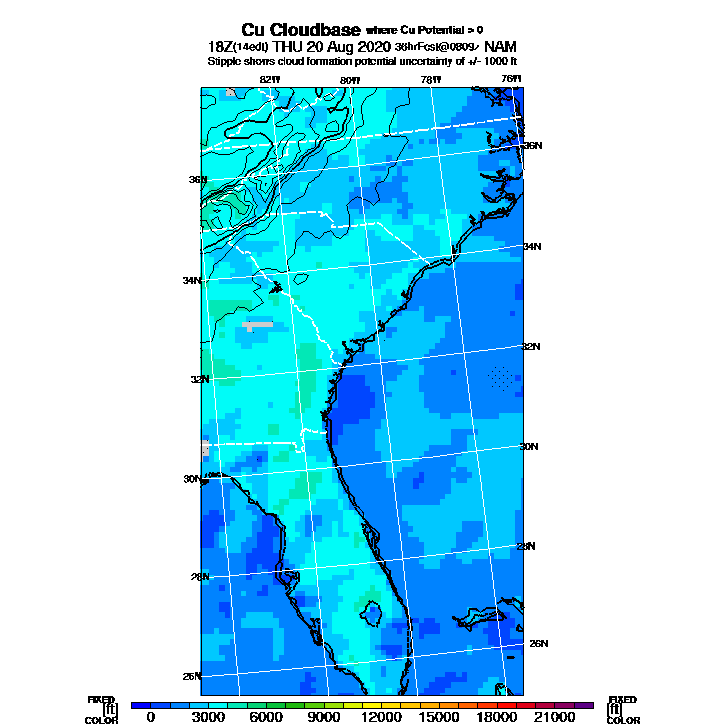 Cu Cloudbase where Cu Potential > 0
18Z(14edt) THU 20 Aug 2020 36hrFcst@0809z NAM
Stipple shows cloud formation potential uncertainty of +/- 1000 ft
82W 80W 78W 76W
36N
36N
34N
34N
32N
32N
30N
30N
28N
28N
26N
26N
FIXED FIXED
[ft] 0 3000 6000 9000 12000 15000 18000 21000 [ft]
COLOR COLOR